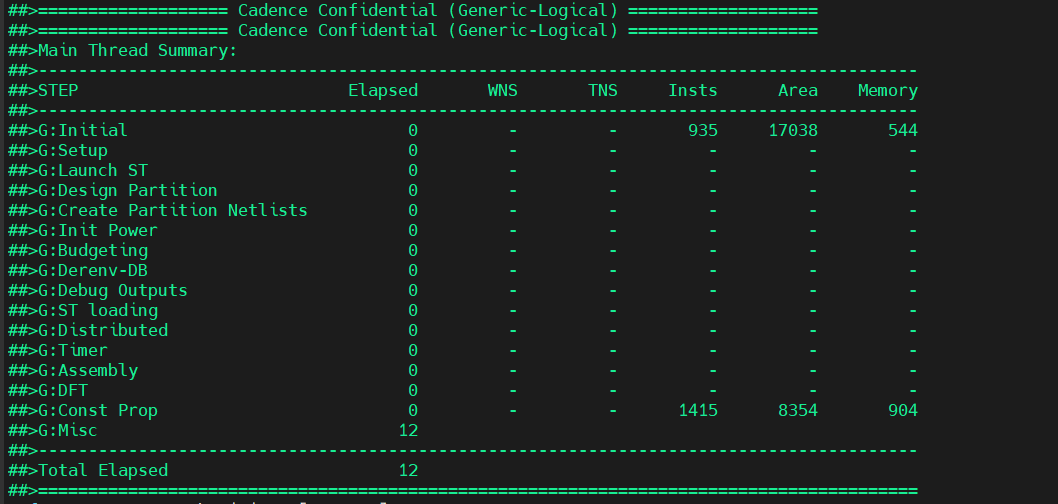 ##>=================== Cadence Confidential (Generic-Logical) ===================
##>=================== Cadence Confidential (Generic-Logical) ===================
##>Main Thread Summary:
##>----------------------------------------------------------------------------------------
##>STEP                           Elapsed       WNS       TNS     Insts      Area    Memory
##>----------------------------------------------------------------------------------------
##>G:Initial                            0         -         -       935     17038       544
##>G:Setup                              0         -         -         -         -         -
##>G:Launch ST                          0         -         -         -         -         -
##>G:Design Partition                   0         -         -         -         -         -
##>G:Create Partition Netlists          0         -         -         -         -         -
##>G:Init Power                         0         -         -         -         -         -
##>G:Budgeting                          0         -         -         -         -         -
##>G:Derenv-DB                          0         -         -         -         -         -
##>G:Debug Outputs                      0         -         -         -         -         -
##>G:ST loading                         0         -         -         -         -         -
##>G:Distributed                        0         -         -         -         -         -
##>G:Timer                              0         -         -         -         -         -
##>G:Assembly                           0         -         -         -         -         -
##>G:DFT                                0         -         -         -         -         -
##>G:Const Prop                         0         -         -      1415      8354       904
##>G:Misc                              12
##>----------------------------------------------------------------------------------------
##>Total Elapsed                       12
##>========================================================================================